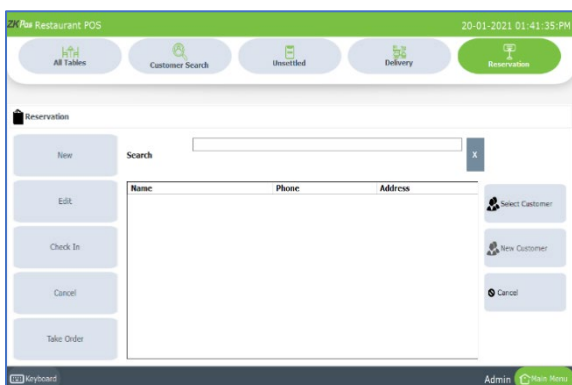 ZKPos Restaurant POS 20-01-2021 01:41:35:PM
All Tables Customer Search Unsettled Delivery Reservation
Reservation
New
Search
X
Name Phone Address
Edit
Select Customer
Check In
New Customer
Cancel
Cancel
Take Order
Keyboard Admin Main Menu